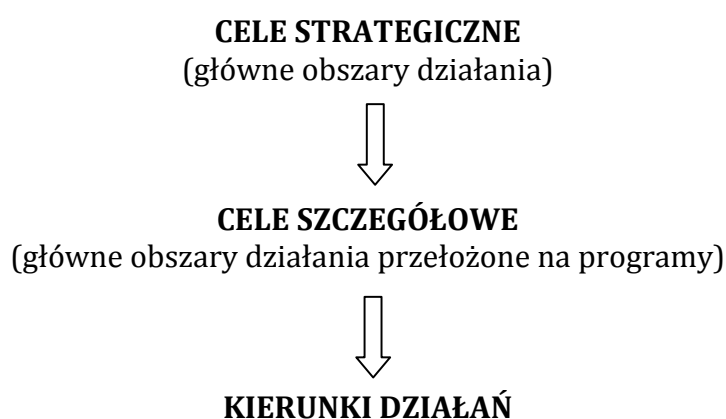 CELE STRATEGICZNE
(główne obszary działania)
CELE SZCZEGÓŁOWE
(główne obszary działania przełożone na programy)
KIERUNKI DZIAŁAŃ